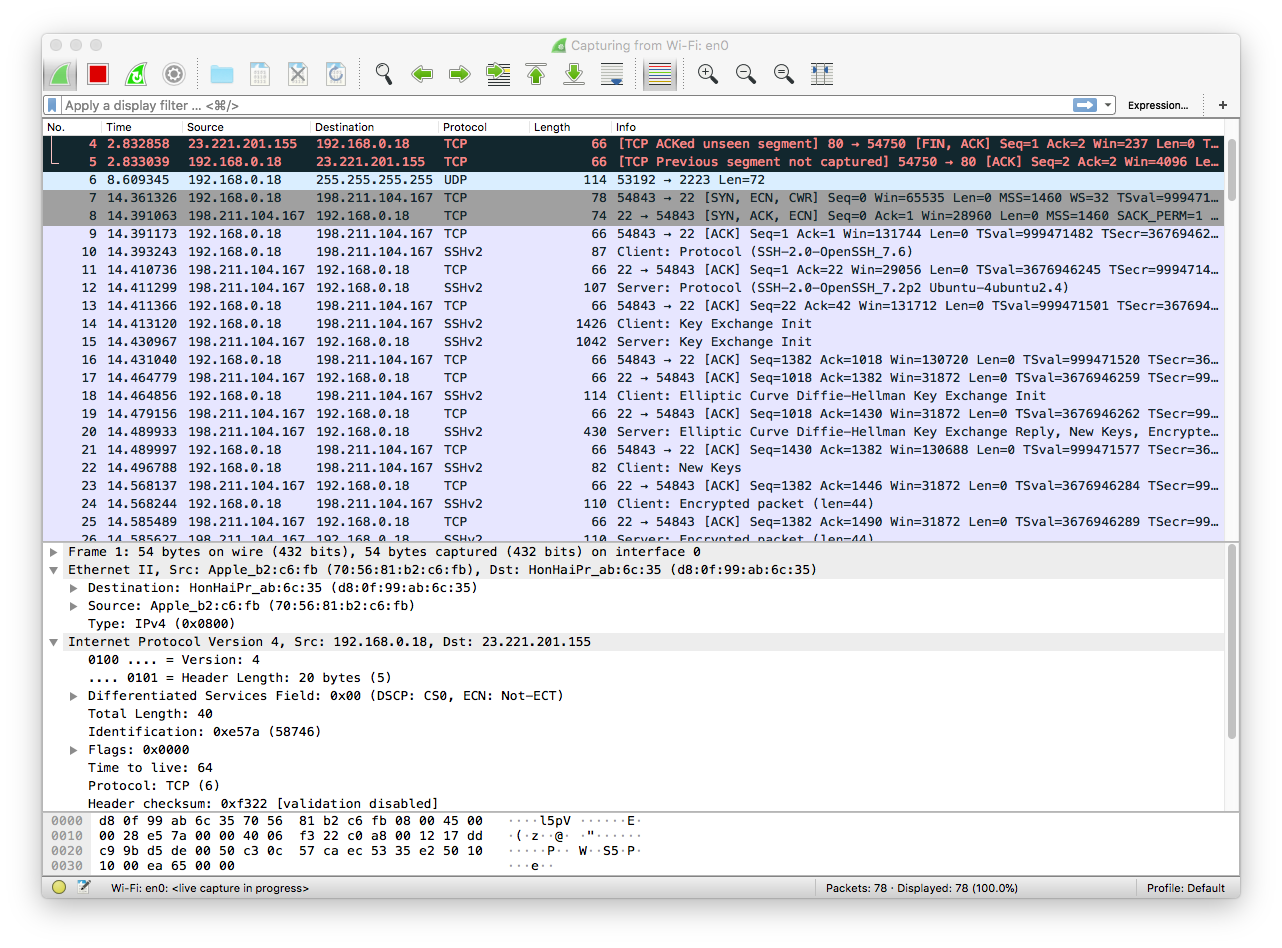 Capturing from Wi-Fi: en0
Apply a display filter ... <⌘/>
Expression...
+
No. Time Source Destination Protocol Length Info
4 2.832858 23.221.201.155 192.168.0.18 TCP 66 [TCP ACKed unseen segment] 80 → 54750 [FIN, ACK] Seq=1 Ack=2 Win=237 Len=0 T…
5 2.833039 192.168.0.18 23.221.201.155 TCP 66 [TCP Previous segment not captured] 54750 → 80 [ACK] Seq=2 Ack=2 Win=4096 Le…
6 8.609345 192.168.0.18 255.255.255.255 UDP 114 53192 → 2223 Len=72
7 14.361326 192.168.0.18 198.211.104.167 TCP 78 54843 → 22 [SYN, ECN, CWR] Seq=0 Win=65535 Len=0 MSS=1460 WS=32 TSval=999471…
8 14.391063 198.211.104.167 192.168.0.18 TCP 74 22 → 54843 [SYN, ACK, ECN] Seq=0 Ack=1 Win=28960 Len=0 MSS=1460 SACK_PERM=1 …
9 14.391173 192.168.0.18 198.211.104.167 TCP 66 54843 → 22 [ACK] Seq=1 Ack=1 Win=131744 Len=0 TSval=999471482 TSecr=36769462…
10 14.393243 192.168.0.18 198.211.104.167 SSHv2 87 Client: Protocol (SSH-2.0-OpenSSH_7.6)
11 14.410736 198.211.104.167 192.168.0.18 TCP 66 22 → 54843 [ACK] Seq=1 Ack=22 Win=29056 Len=0 TSval=3676946245 TSecr=9994714…
12 14.411299 198.211.104.167 192.168.0.18 SSHv2 107 Server: Protocol (SSH-2.0-OpenSSH_7.2p2 Ubuntu-4ubuntu2.4)
13 14.411366 192.168.0.18 198.211.104.167 TCP 66 54843 → 22 [ACK] Seq=22 Ack=42 Win=131712 Len=0 TSval=999471501 TSecr=367694…
14 14.413120 192.168.0.18 198.211.104.167 SSHv2 1426 Client: Key Exchange Init
15 14.430967 198.211.104.167 192.168.0.18 SSHv2 1042 Server: Key Exchange Init
16 14.431040 192.168.0.18 198.211.104.167 TCP 66 54843 → 22 [ACK] Seq=1382 Ack=1018 Win=130720 Len=0 TSval=999471520 TSecr=36…
17 14.464779 198.211.104.167 192.168.0.18 TCP 66 22 → 54843 [ACK] Seq=1018 Ack=1382 Win=31872 Len=0 TSval=3676946259 TSecr=99…
18 14.464856 192.168.0.18 198.211.104.167 SSHv2 114 Client: Elliptic Curve Diffie-Hellman Key Exchange Init
19 14.479156 198.211.104.167 192.168.0.18 TCP 66 22 → 54843 [ACK] Seq=1018 Ack=1430 Win=31872 Len=0 TSval=3676946262 TSecr=99…
20 14.489933 198.211.104.167 192.168.0.18 SSHv2 430 Server: Elliptic Curve Diffie-Hellman Key Exchange Reply, New Keys, Encrypte…
21 14.489997 192.168.0.18 198.211.104.167 TCP 66 54843 → 22 [ACK] Seq=1430 Ack=1382 Win=130688 Len=0 TSval=999471577 TSecr=36…
22 14.496788 192.168.0.18 198.211.104.167 SSHv2 82 Client: New Keys
23 14.568137 198.211.104.167 192.168.0.18 TCP 66 22 → 54843 [ACK] Seq=1382 Ack=1446 Win=31872 Len=0 TSval=3676946284 TSecr=99…
24 14.568244 192.168.0.18 198.211.104.167 SSHv2 110 Client: Encrypted packet (len=44)
25 14.585489 198.211.104.167 192.168.0.18 TCP 66 22 → 54843 [ACK] Seq=1382 Ack=1490 Win=31872 Len=0 TSval=3676946289 TSecr=99…
26 14.585627 198.211.104.167 192.168.0.18 SSHv2 110 Server: Encrypted packet (len=44)
Frame 1: 54 bytes on wire (432 bits), 54 bytes captured (432 bits) on interface 0
Ethernet II, Src: Apple_b2:c6:fb (70:56:81:b2:c6:fb), Dst: HonHaiPr_ab:6c:35 (d8:0f:99:ab:6c:35)
Destination: HonHaiPr_ab:6c:35 (d8:0f:99:ab:6c:35)
Source: Apple_b2:c6:fb (70:56:81:b2:c6:fb)
Type: IPv4 (0x0800)
Internet Protocol Version 4, Src: 192.168.0.18, Dst: 23.221.201.155
0100 .... = Version: 4
.... 0101 = Header Length: 20 bytes (5)
Differentiated Services Field: 0x00 (DSCP: CS0, ECN: Not-ECT)
Total Length: 40
Identification: 0xe57a (58746)
Flags: 0x0000
Time to live: 64
Protocol: TCP (6)
Header checksum: 0xf322 [validation disabled]
0000 d8 0f 99 ab 6c 35 70 56 81 b2 c6 fb 08 00 45 00 ····l5pV ······E·
0010 00 28 e5 7a 00 00 40 06 f3 22 c0 a8 00 12 17 dd ·(·z··@· ·"······
0020 c9 9b d5 de 00 50 c3 0c 57 ca ec 53 35 e2 50 10 ·····P·· W··S5·P·
0030 10 00 ea 65 00 00 ···e··
Wi-Fi: en0: <live capture in progress>
Packets: 78 · Displayed: 78 (100.0%)
Profile: Default